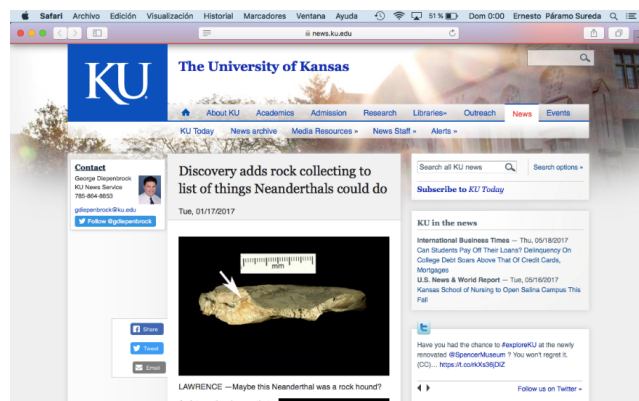 Safari Archivo Edición Visualización Historial Marcadores Ventana Ayuda 51 % Dom 0:00 Ernesto Páramo Sureda
news.ku.edu
KU
The University of Kansas
About KU Academics Admission Research Libraries» Outreach News Events
KU Today News archive Media Resources » News Staff » Alerts »
Contact
George Diepenbrock
KU News Service
785-864-8853
gdiepenbrock@ku.edu
Follow @gdiepenbrock
Discovery adds rock collecting to
list of things Neanderthals could do
Tue, 01/17/2017
mm
Share
Tweet
Email
LAWRENCE —Maybe this Neanderthal was a rock hound?
Search all KU news
Search options »
Subscribe to KU Today
KU in the news
International Business Times — Thu, 05/18/2017
Can Students Pay Off Their Loans? Delinquency On
College Debt Soars Above That Of Credit Cards,
Mortgages
U.S. News & World Report — Tue, 05/16/2017
Kansas School of Nursing to Open Salina Campus This
Fall
Have you had the chance to #exploreKU at the newly
renovated @SpencerMuseum ? You won't regret it.
(CC)...
Follow us on Twitter »